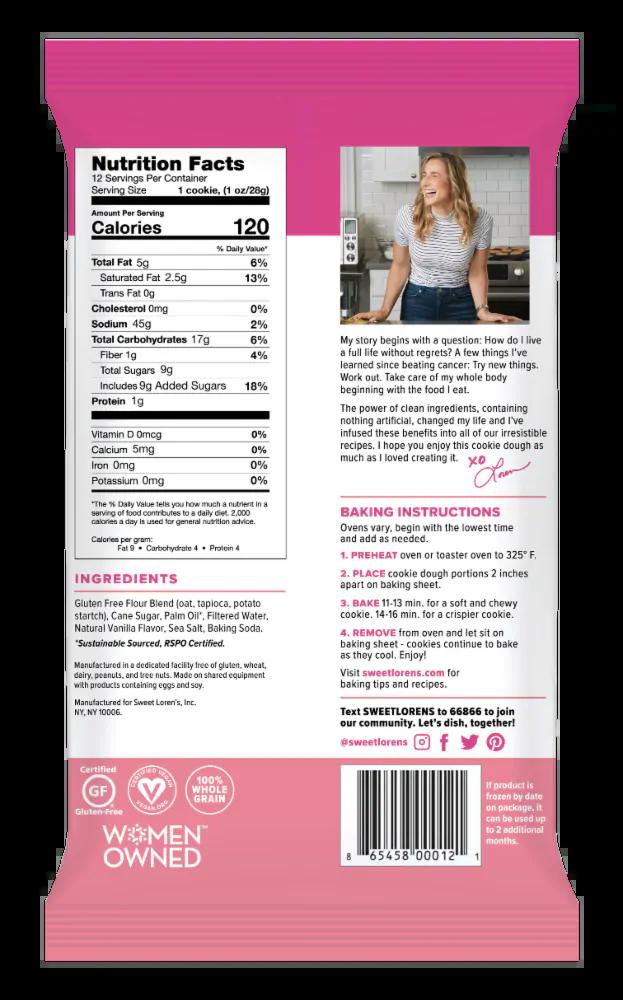 Nutrition Facts
12 Servings Per Container
Serving Size 1 cookie, (1 oz/28g)
Amount Per Serving
Calories 120
% Daily Value*
Total Fat 5g 6%
Saturated Fat 2.5g 13%
Trans Fat 0g
Cholesterol 0mg 0%
Sodium 45g 2%
Total Carbohydrates 17g 6%
Fiber 1g 4%
Total Sugars 9g
Includes 9g Added Sugars 18%
Protein 1g
Vitamin D 0mcg 0%
Calcium 5mg 0%
Iron 0mg 0%
Potassium 0mg 0%
*The % Daily Value tells you how much a nutrient in a
serving of food contributes to a daily diet. 2,000
calories a day is used for general nutrition advice.
Calories per gram:
Fat 9 • Carbohydrate 4 • Protein 4
INGREDIENTS
Gluten Free Flour Blend (oat, tapioca, potato
startch), Cane Sugar, Palm Oil*, Filtered Water,
Natural Vanilla Flavor, Sea Salt, Baking Soda.
*Sustainable Sourced, RSPO Certified.
Manufactured in a dedicated facility free of gluten, wheat,
dairy, peanuts, and tree nuts. Made on shared equipment
with products containing eggs and soy.
Manufactured for Sweet Loren's, Inc.
NY, NY 10006.
Certified
GF
Gluten-Free
CERTIFIED VEGAN
V
VEGAN.ORG
100%
WHOLE
GRAIN
WOMEN™
OWNED
My story begins with a question: How do I live
a full life without regrets? A few things I've
learned since beating cancer: Try new things.
Work out. Take care of my whole body
beginning with the food I eat.
The power of clean ingredients, containing
nothing artificial, changed my life and I've
infused these benefits into all of our irresistible
recipes. I hope you enjoy this cookie dough as
much as I loved creating it. XO
Loren
BAKING INSTRUCTIONS
Ovens vary, begin with the lowest time
and add as needed.
1. PREHEAT oven or toaster oven to 325° F.
2. PLACE cookie dough portions 2 inches
apart on baking sheet.
3. BAKE 11-13 min. for a soft and chewy
cookie. 14-16 min. for a crispier cookie.
4. REMOVE from oven and let sit on
baking sheet - cookies continue to bake
as they cool. Enjoy!
Visit sweetlorens.com for
baking tips and recipes.
Text SWEETLORENS to 66866 to join
our community. Let's dish, together!
@sweetlorens
8 65458 00012 1
If product is
frozen by date
on package, it
can be used up
to 2 additional
months.